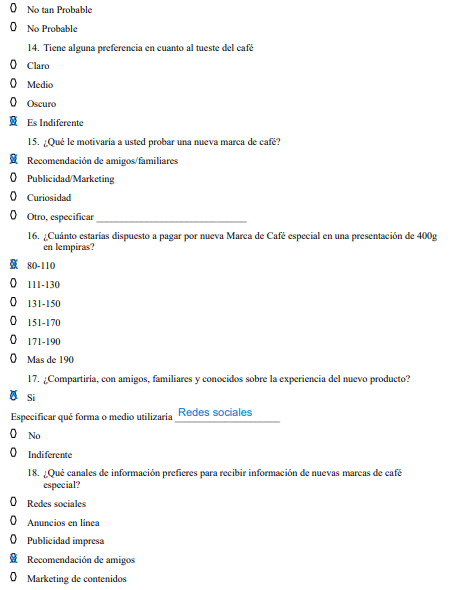 No tan Probable
No Probable
14. Tiene alguna preferencia en cuanto al tueste del café
Claro
Medio
Oscuro
Es Indiferente
15. ¿Qué le motivaría a usted probar una nueva marca de café?
Recomendación de amigos/familiares
Publicidad/Marketing
Curiosidad
Otro, especificar ____________________________
16. ¿Cuánto estarías dispuesto a pagar por nueva Marca de Café especial en una presentación de 400g
en lempiras?
80-110
111-130
131-150
151-170
171-190
Mas de 190
17. ¿Compartiría, con amigos, familiares y conocidos sobre la experiencia del nuevo producto?
Si
Especificar qué forma o medio utilizaría Redes sociales
No
Indiferente
18. ¿Qué canales de información prefieres para recibir información de nuevas marcas de café
especial?
Redes sociales
Anuncios en línea
Publicidad impresa
Recomendación de amigos
Marketing de contenidos